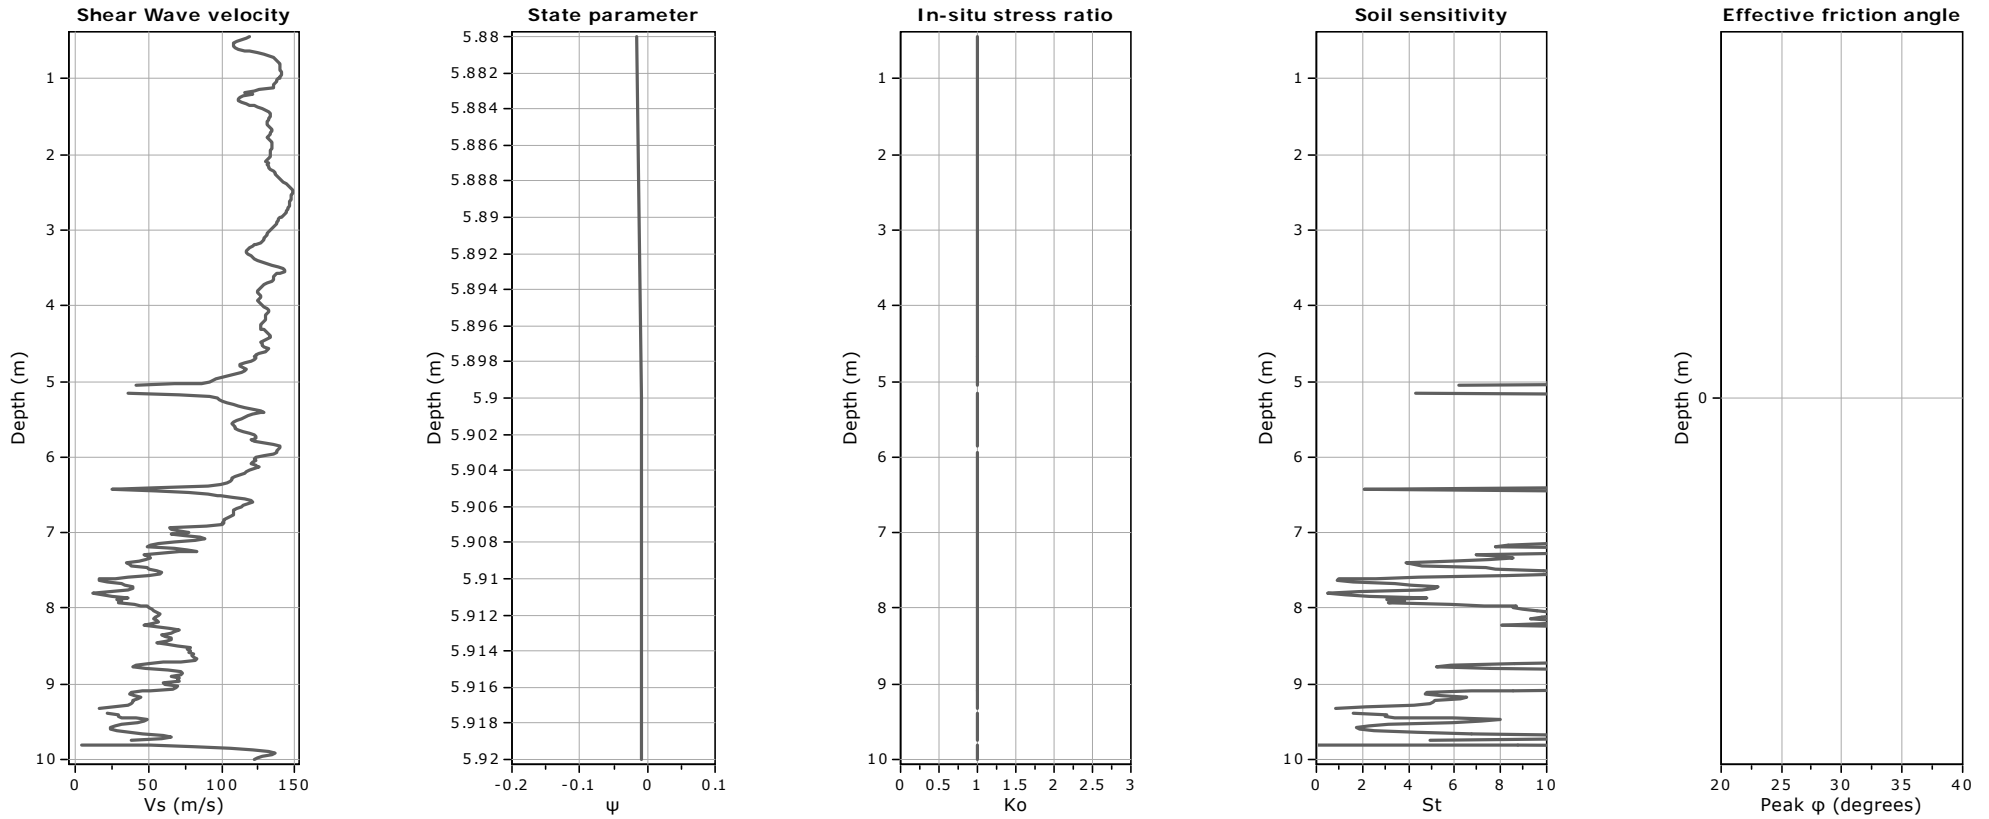 Shear Wave velocity
Depth (m)
1
2
3
4
5
6
7
8
9
10
0 50 100 150
Vs (m/s)
State parameter
Depth (m)
5.88
5.882
5.884
5.886
5.888
5.89
5.892
5.894
5.896
5.898
5.9
5.902
5.904
5.906
5.908
5.91
5.912
5.914
5.916
5.918
5.92
-0.2 -0.1 0 0.1
ψ
In-situ stress ratio
Depth (m)
1
2
3
4
5
6
7
8
9
10
0 0.5 1 1.5 2 2.5 3
Ko
Soil sensitivity
Depth (m)
1
2
3
4
5
6
7
8
9
10
0 2 4 6 8 10
St
Effective friction angle
Depth (m)
0
20 25 30 35 40
Peak φ (degrees)